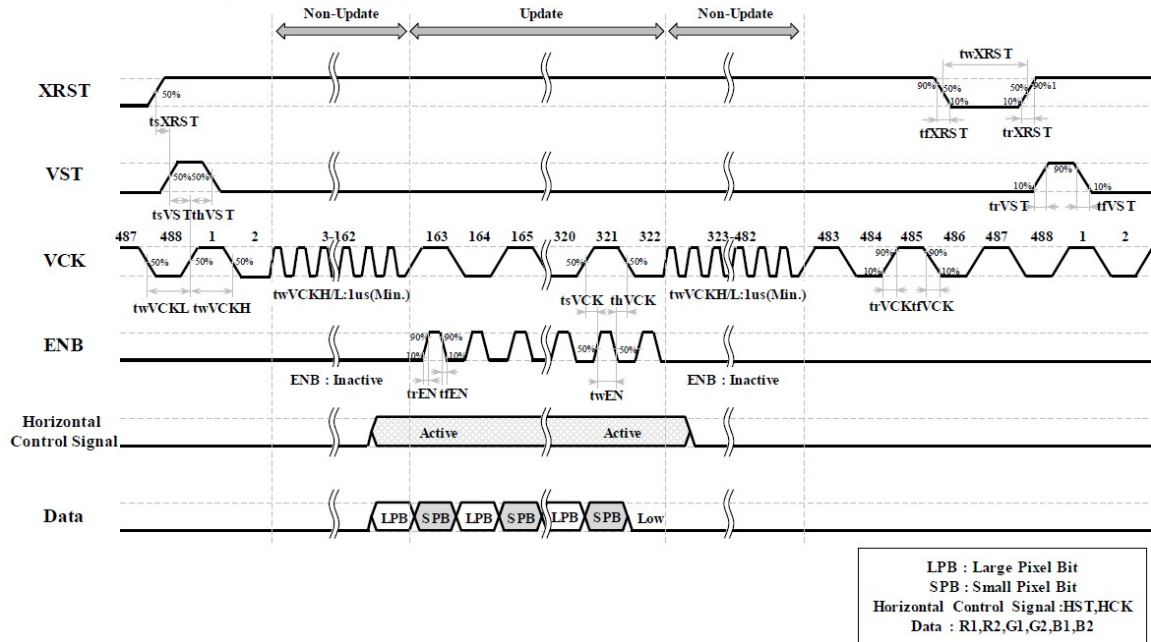 Non-Update Update Non-Update
XRST
50%
tsXRST
twXRST
90% 50% 10% 50% 10% 90%1
tfXRST trXRST
VST
50% 50%
tsVST thVST
10% 90% 10%
trVST tfVST
487 488 1 2 3-162 163 164 165 320 321 322 323-482 483 484 485 486 487 488 1 2
VCK
50% 50% 50% 50% 50% 90% 10% 90% 10%
twVCKL twVCKH twVCKH/L:1us(Min.) tsVCK thVCK twVCKH/L:1us(Min.) trVCK tfVCK
ENB
90% 10% 90% 10% 50% 50%
ENB : Inactive trEN tfEN twEN ENB : Inactive
Horizontal
Control Signal
Active Active
Data
LPB SPB LPB SPB LPB SPB Low
LPB : Large Pixel Bit
SPB : Small Pixel Bit
Horizontal Control Signal :HST,HCK
Data : R1,R2,G1,G2,B1,B2